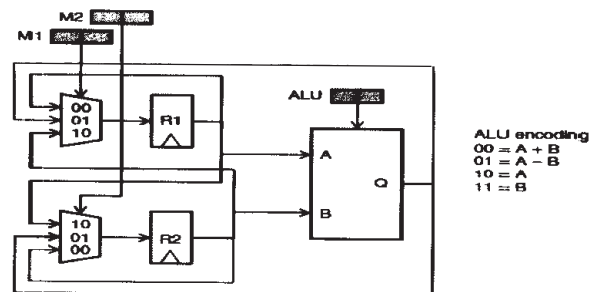 M2
M1
ALU
00
01
10
R1
A
B
Q
10
01
00
R2
ALU encoding
00 = A + B
01 = A − B
10 = A
11 = B